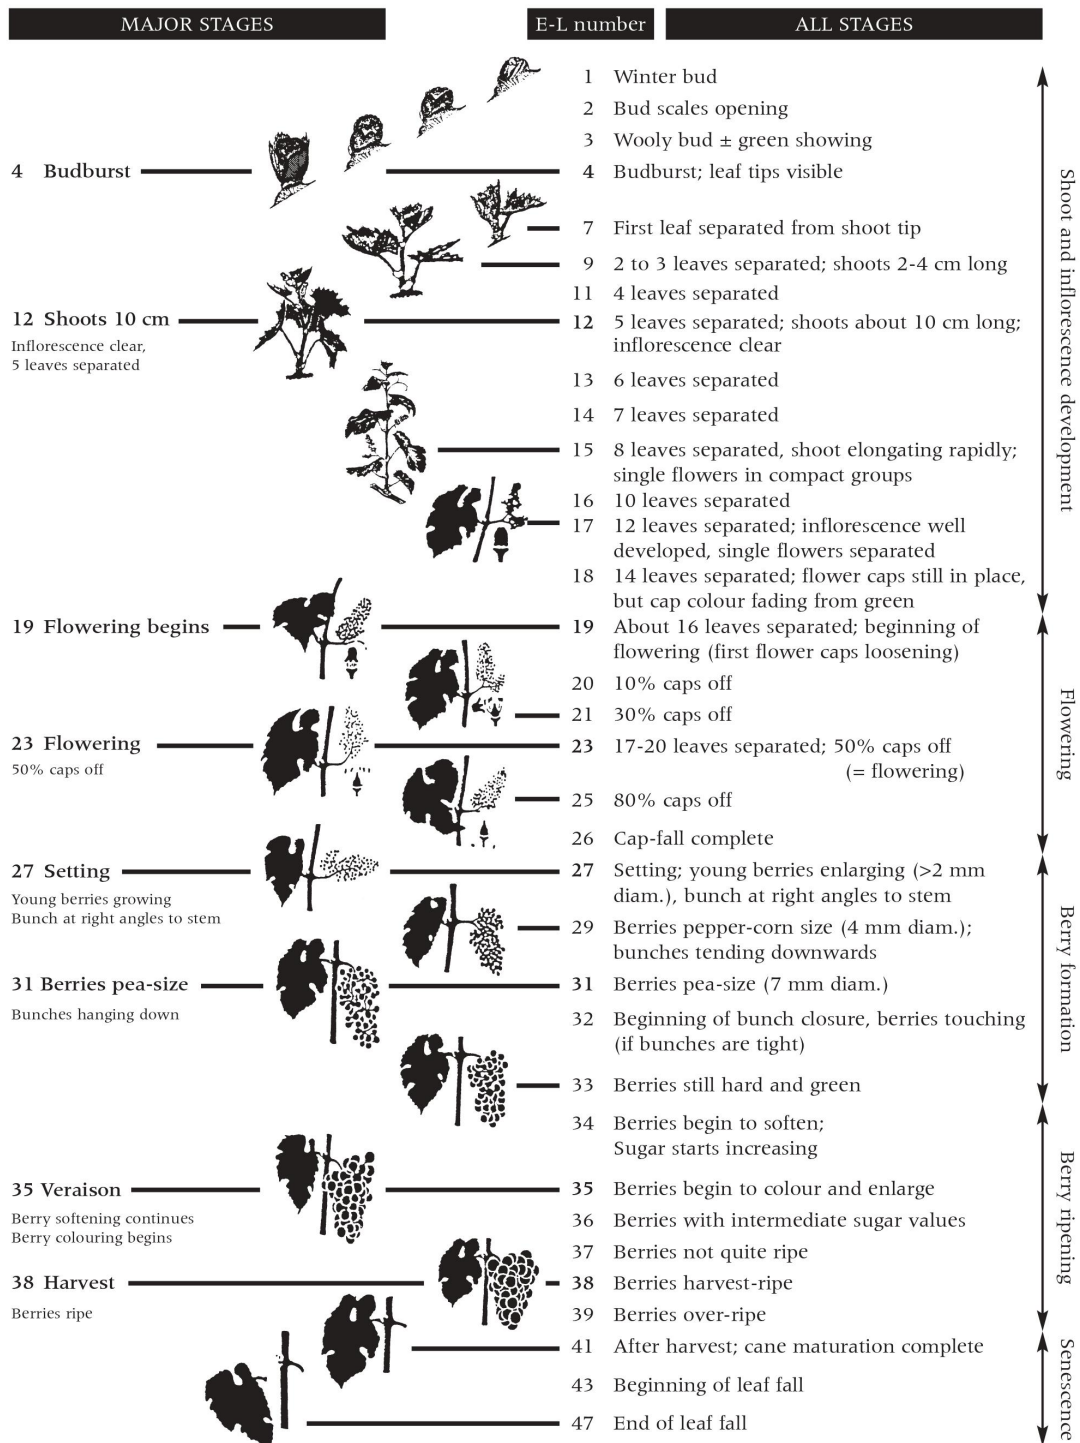 MAJOR STAGES
E-L number
ALL STAGES
1 Winter bud
2 Bud scales opening
3 Wooly bud ± green showing
4 Budburst
4 Budburst; leaf tips visible
7 First leaf separated from shoot tip
9 2 to 3 leaves separated; shoots 2-4 cm long
11 4 leaves separated
12 Shoots 10 cm
Inflorescence clear,
5 leaves separated
12 5 leaves separated; shoots about 10 cm long;
inflorescence clear
13 6 leaves separated
14 7 leaves separated
15 8 leaves separated, shoot elongating rapidly;
single flowers in compact groups
16 10 leaves separated
17 12 leaves separated; inflorescence well
developed, single flowers separated
18 14 leaves separated; flower caps still in place,
but cap colour fading from green
Shoot and inflorescence development
19 Flowering begins
19 About 16 leaves separated; beginning of
flowering (first flower caps loosening)
20 10% caps off
21 30% caps off
23 Flowering
50% caps off
23 17-20 leaves separated; 50% caps off
(= flowering)
25 80% caps off
26 Cap-fall complete
Flowering
27 Setting
Young berries growing
Bunch at right angles to stem
27 Setting; young berries enlarging (>2 mm
diam.), bunch at right angles to stem
29 Berries pepper-corn size (4 mm diam.);
bunches tending downwards
31 Berries pea-size
Bunches hanging down
31 Berries pea-size (7 mm diam.)
32 Beginning of bunch closure, berries touching
(if bunches are tight)
33 Berries still hard and green
Berry formation
34 Berries begin to soften;
Sugar starts increasing
35 Veraison
Berry softening continues
Berry colouring begins
35 Berries begin to colour and enlarge
36 Berries with intermediate sugar values
37 Berries not quite ripe
38 Harvest
Berries ripe
38 Berries harvest-ripe
39 Berries over-ripe
Berry ripening
41 After harvest; cane maturation complete
43 Beginning of leaf fall
47 End of leaf fall
Senescence